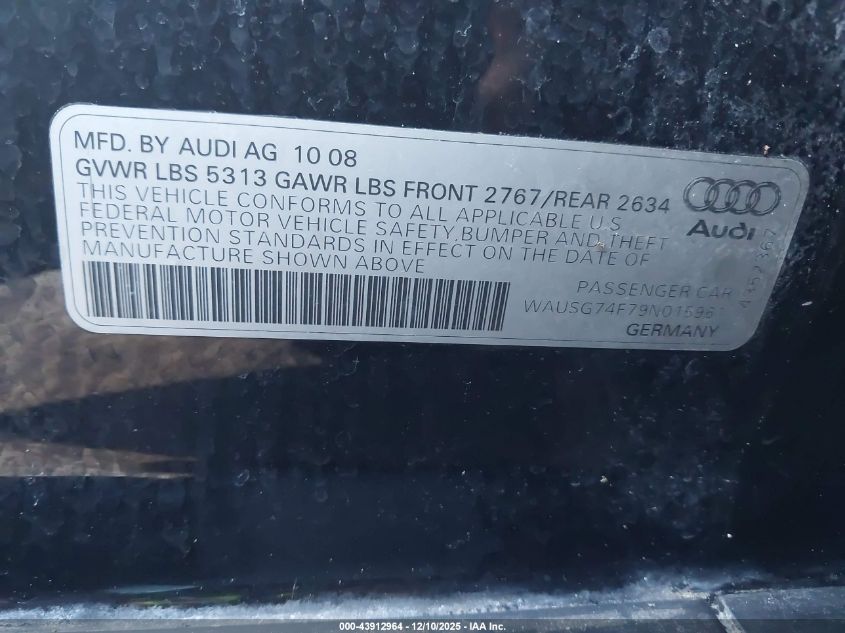 MFD. BY AUDI AG 10 08
GVWR LBS 5313 GAWR LBS FRONT 2767/REAR 2634
THIS VEHICLE CONFORMS TO ALL APPLICABLE U.S
FEDERAL MOTOR VEHICLE SAFETY,BUMPER AND THEFT
PREVENTION STANDARDS IN EFFECT ON THE DATE OF
MANUFACTURE SHOWN ABOVE
Audi
PASSENGER CAR
WAUSG74F79N015961
GERMANY
4357 367
000-43912964 - 12/10/2025 - IAA Inc.